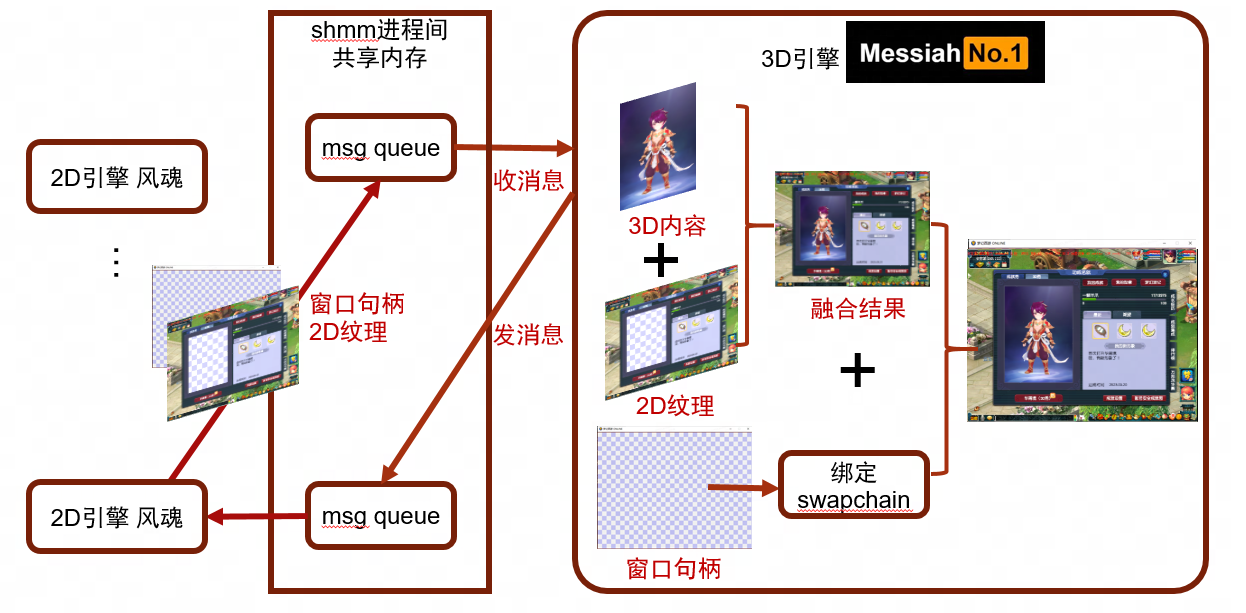 shmm进程间
共享内存
3D引擎
Messiah No.1
2D引擎 风魂
msg queue
收消息
3D内容
+
窗口句柄
2D纹理
融合结果
发消息
+
2D纹理
2D引擎 风魂
msg queue
绑定
swapchain
窗口句柄